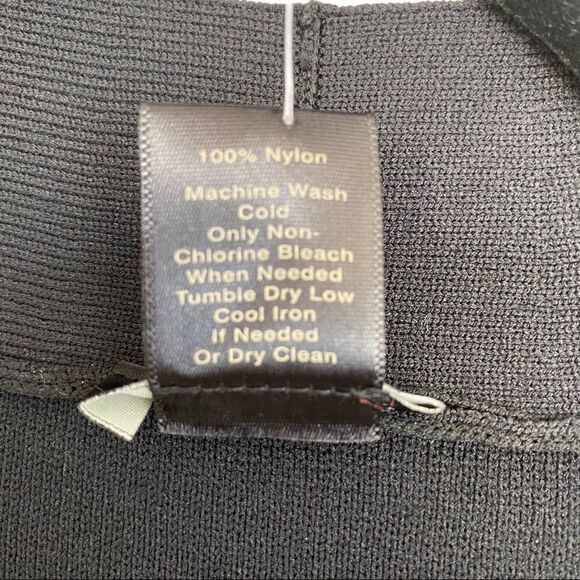 100% Nylon
Machine Wash
Cold
Only Non-
Chlorine Bleach
When Needed
Tumble Dry Low
Cool Iron
If Needed
Or Dry Clean